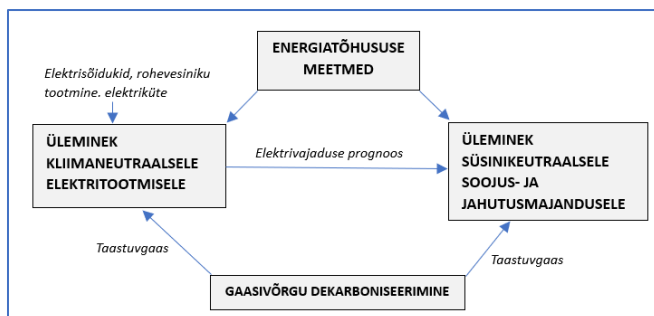 ENERGIATÕHUSUSE
MEETMED
Elektrisõidukid, rohevesiniku
tootmine. elektriküte
ÜLEMINEK
KLIIMANEUTRAALSELE
ELEKTRITOOTMISELE
Elektrivajaduse prognoos
ÜLEMINEK
SÜSINIKEUTRAALSELE
SOOJUS- JA
JAHUTUSMAJANDUSELE
Taastuvgaas
Taastuvgaas
GAASIVÕRGU DEKARBONISEERIMINE